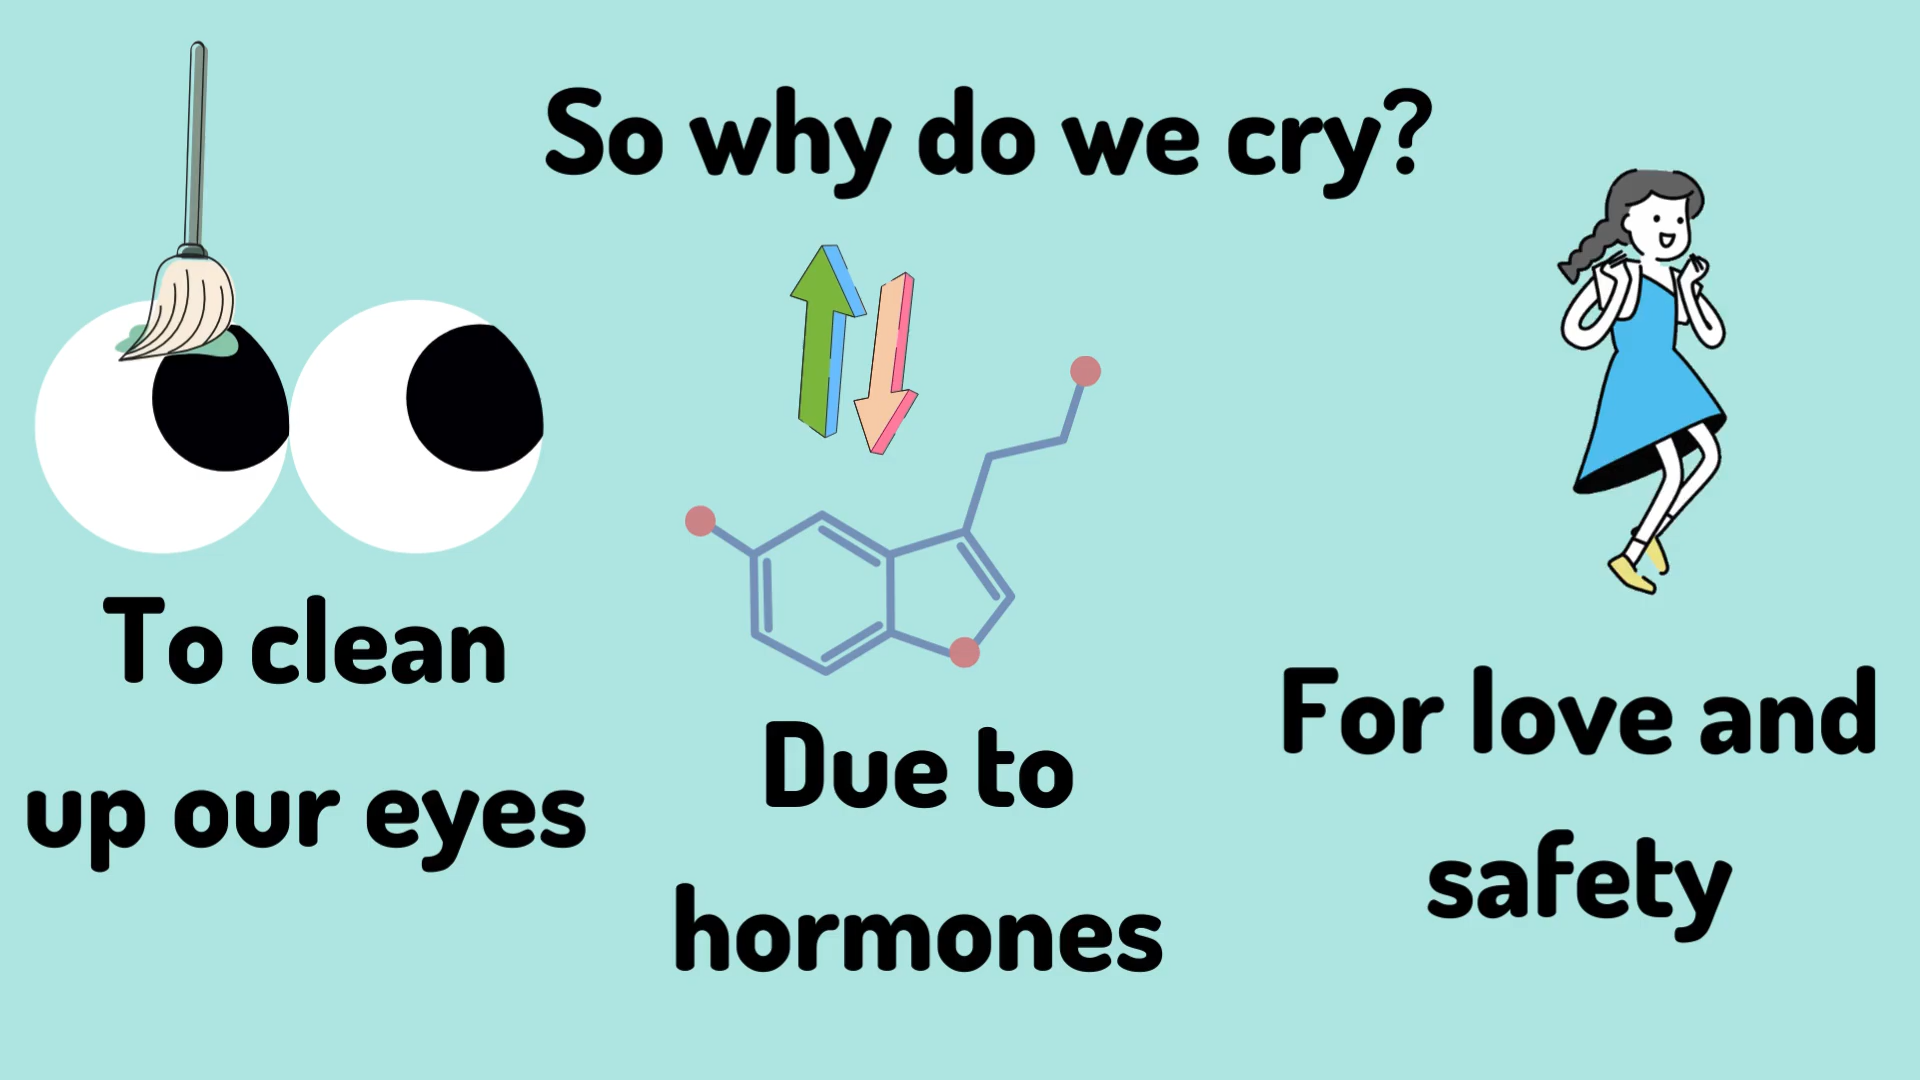 So why do we cry?
To clean
up our eyes
Due to
hormones
For love and
safety